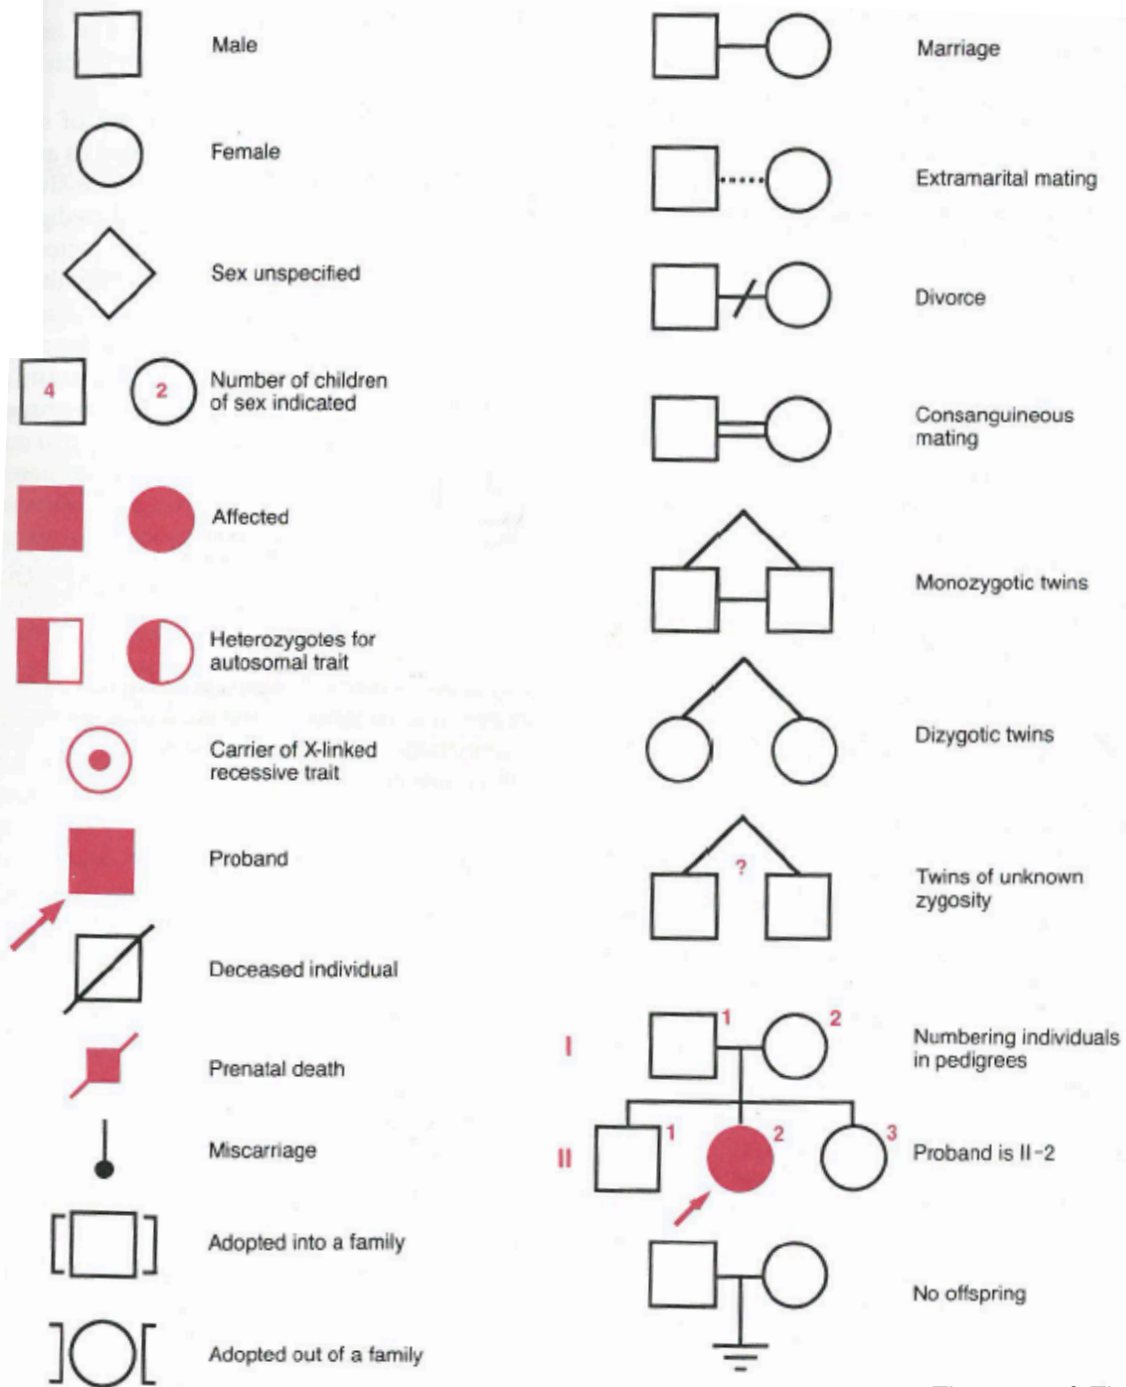 Male
Female
Sex unspecified
4
2
Number of children
of sex indicated
Affected
Heterozygotes for
autosomal trait
Carrier of X-linked
recessive trait
Proband
Deceased individual
Prenatal death
Miscarriage
Adopted into a family
Adopted out of a family
Marriage
Extramarital mating
Divorce
Consanguineous
mating
Monozygotic twins
Dizygotic twins
?
Twins of unknown
zygosity
I
1
2
Numbering individuals
in pedigrees
II
1
2
3
Proband is II-2
No offspring